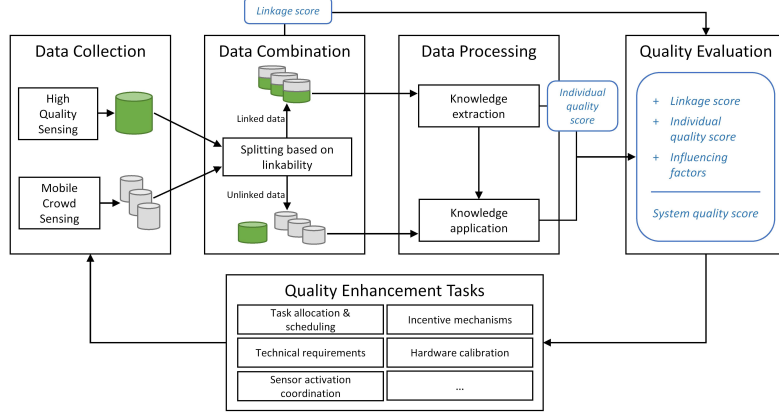 Linkage score
Data Collection
High
Quality
Sensing
Mobile
Crowd
Sensing
Data Combination
Linked data
Splitting based on
linkability
Unlinked data
Data Processing
Knowledge
extraction
Knowledge
application
Individual
quality
score
Quality Evaluation
+ Linkage score
+ Individual
quality score
+ Influencing
factors
System quality score
Quality Enhancement Tasks
Task allocation &
scheduling
Incentive mechanisms
Technical requirements
Hardware calibration
Sensor activation
coordination
...